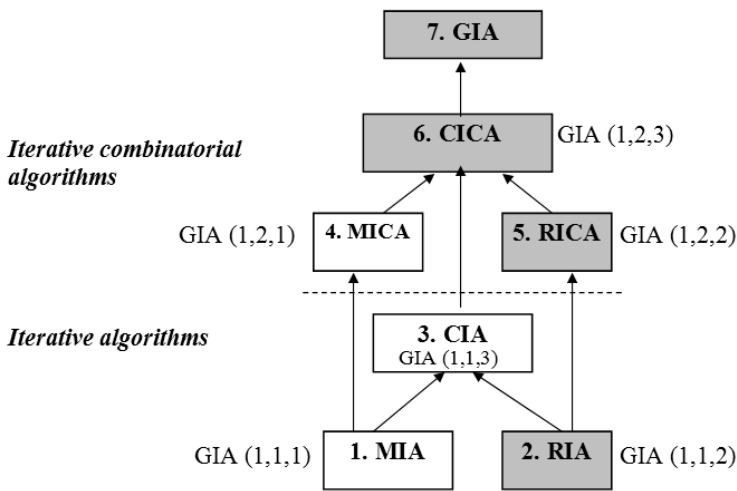 7. GIA
6. CICA
GIA (1,2,3)
Iterative combinatorial
algorithms
GIA (1,2,1)
4. MICA
5. RICA
GIA (1,2,2)
Iterative algorithms
3. CIA
GIA (1,1,3)
GIA (1,1,1)
1. MIA
2. RIA
GIA (1,1,2)